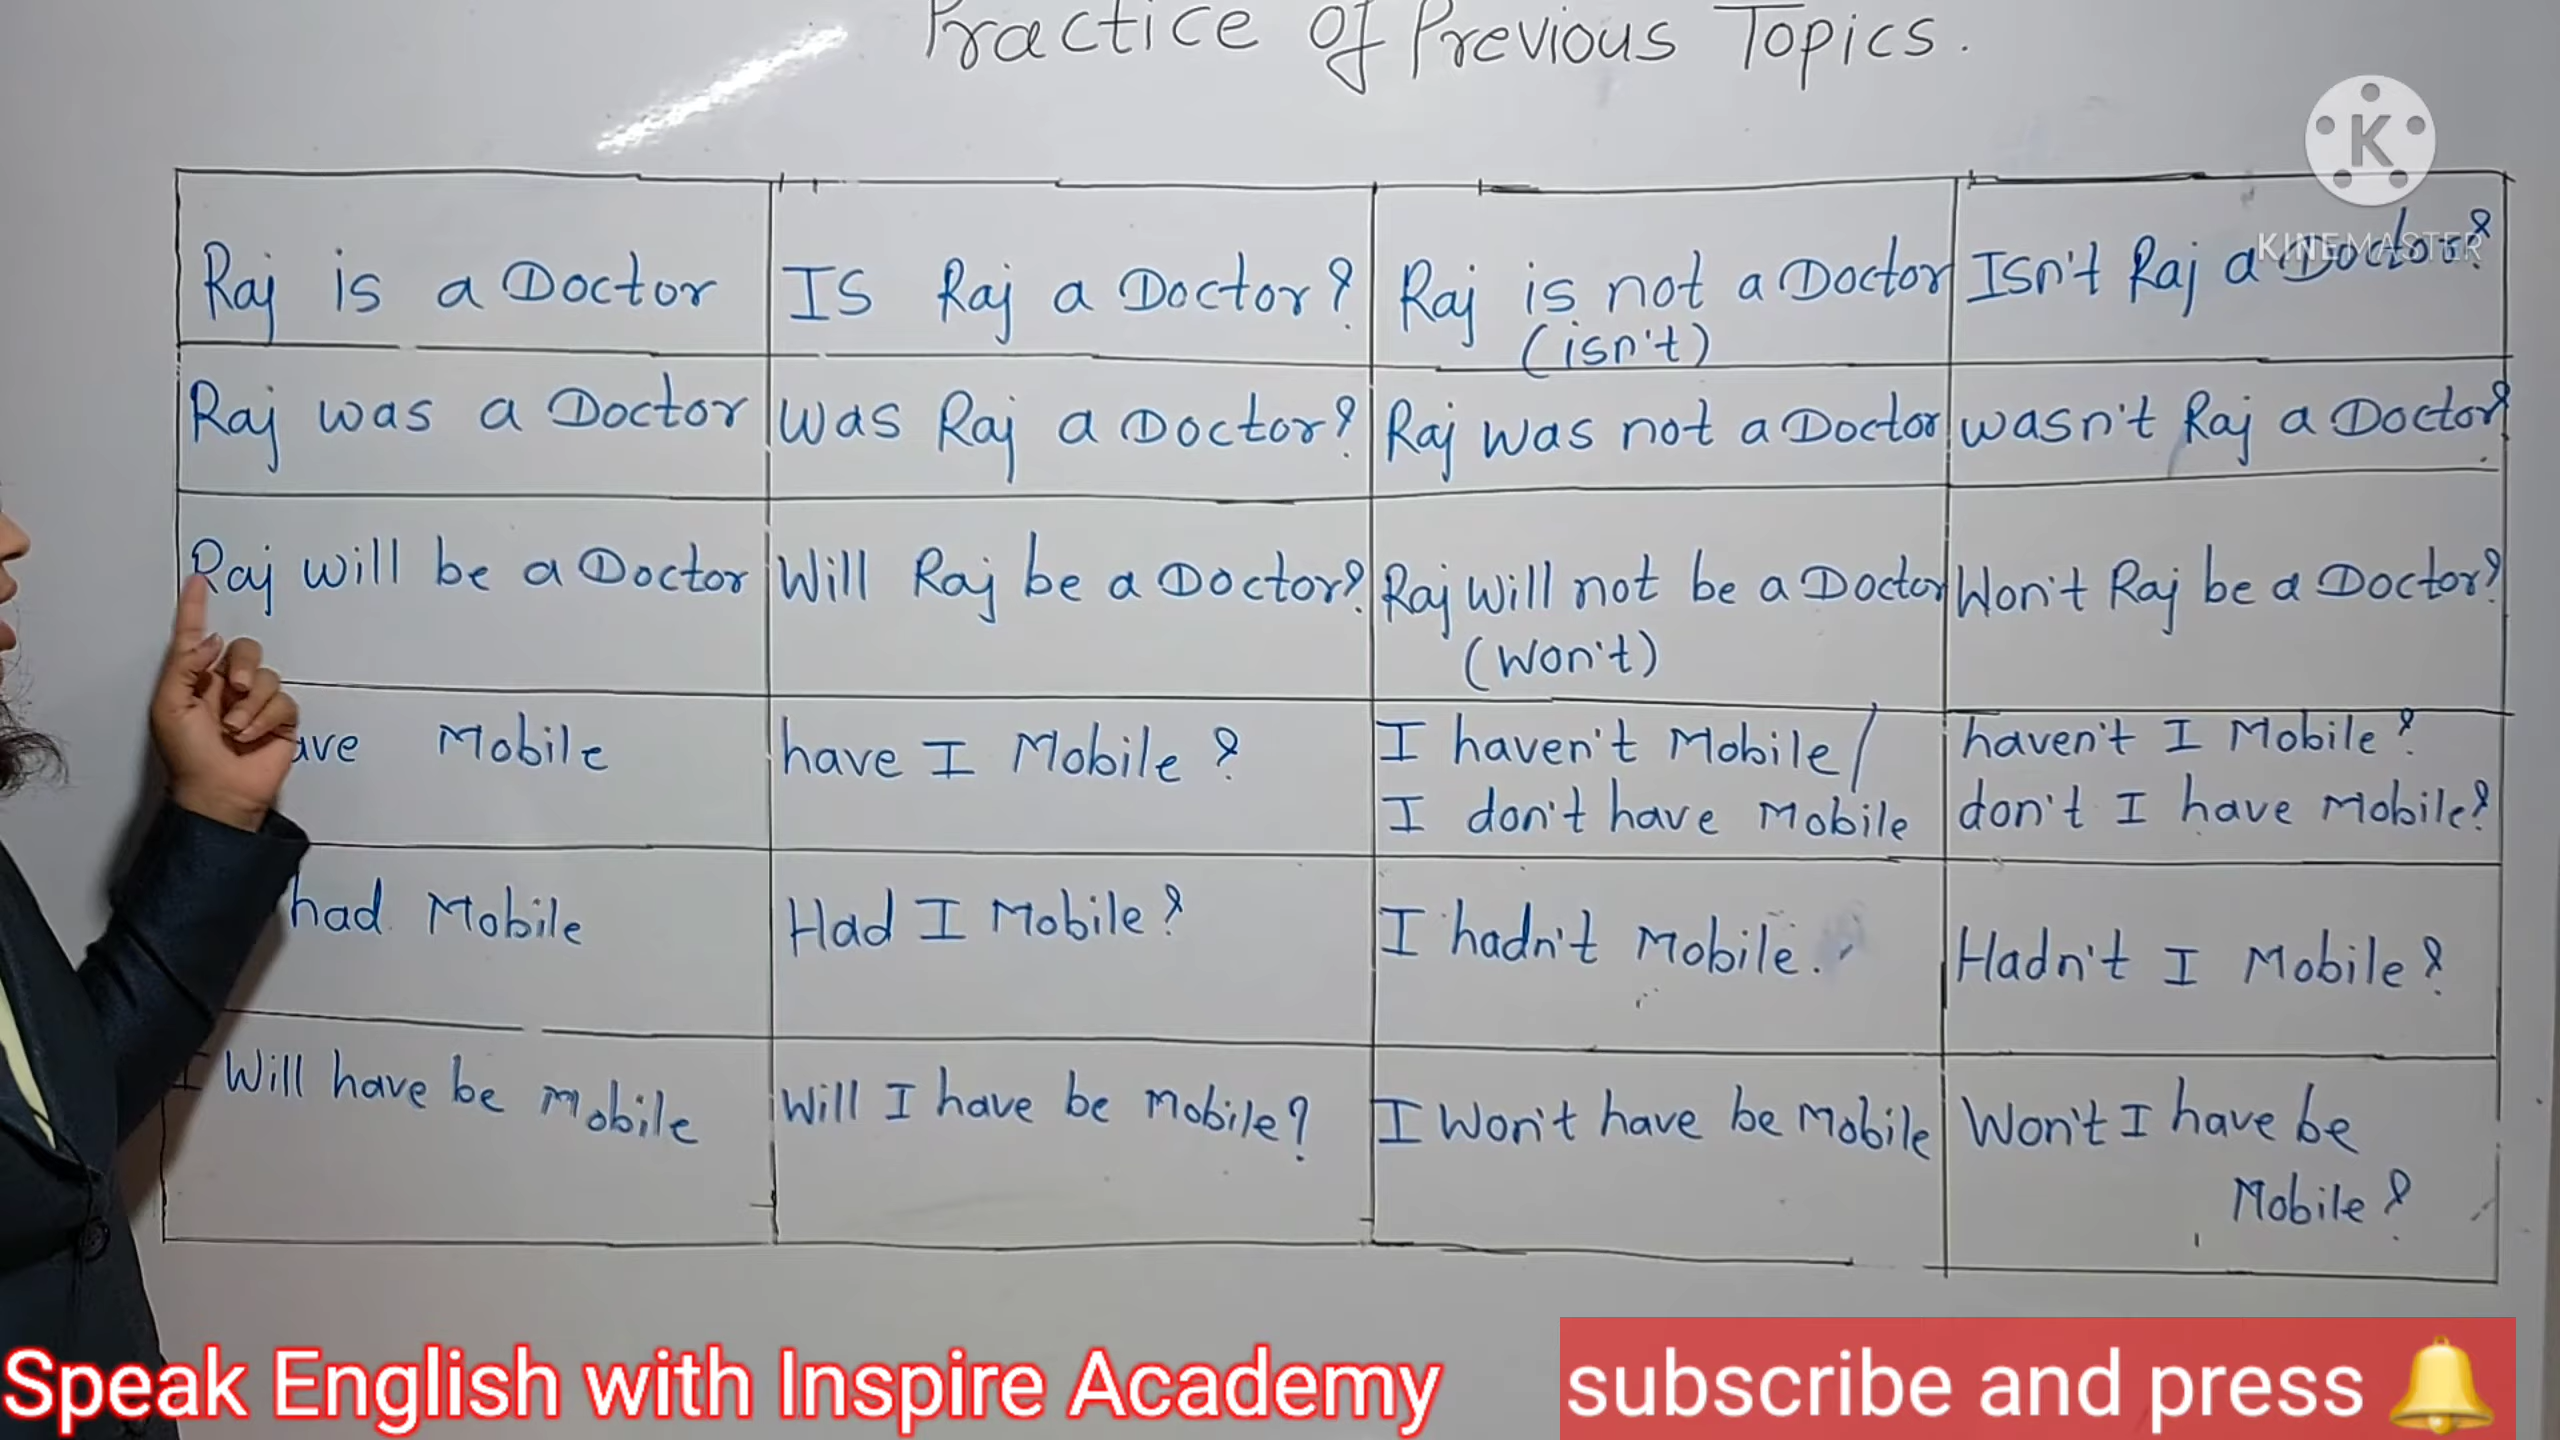 Practice Of Previous Topics.
K
KINEMASTER
Raj is a Doctor
IS Raj a Doctor?
Raj is not a Doctor
(isn't)
Isn't Raj a Doctor?
Raj was a Doctor
Was Raj a Doctor?
Raj was not a Doctor
wasn't Raj a Doctor?
Raj will be a Doctor
Will Raj be a Doctor?
Raj will not be a Doctor
(won't)
Won't Raj be a Doctor?
ave Mobile
have I Mobile?
I haven't Mobile/
I don't have Mobile
haven't I Mobile?
don't I have Mobile?
had Mobile
Had I Mobile?
I hadn't Mobile.
Hadn't I Mobile?
I Will have be mobile
Will I have be mobile?
I Won't have be Mobile
Won't I have be
Mobile?
Speak English with Inspire Academy
subscribe and press